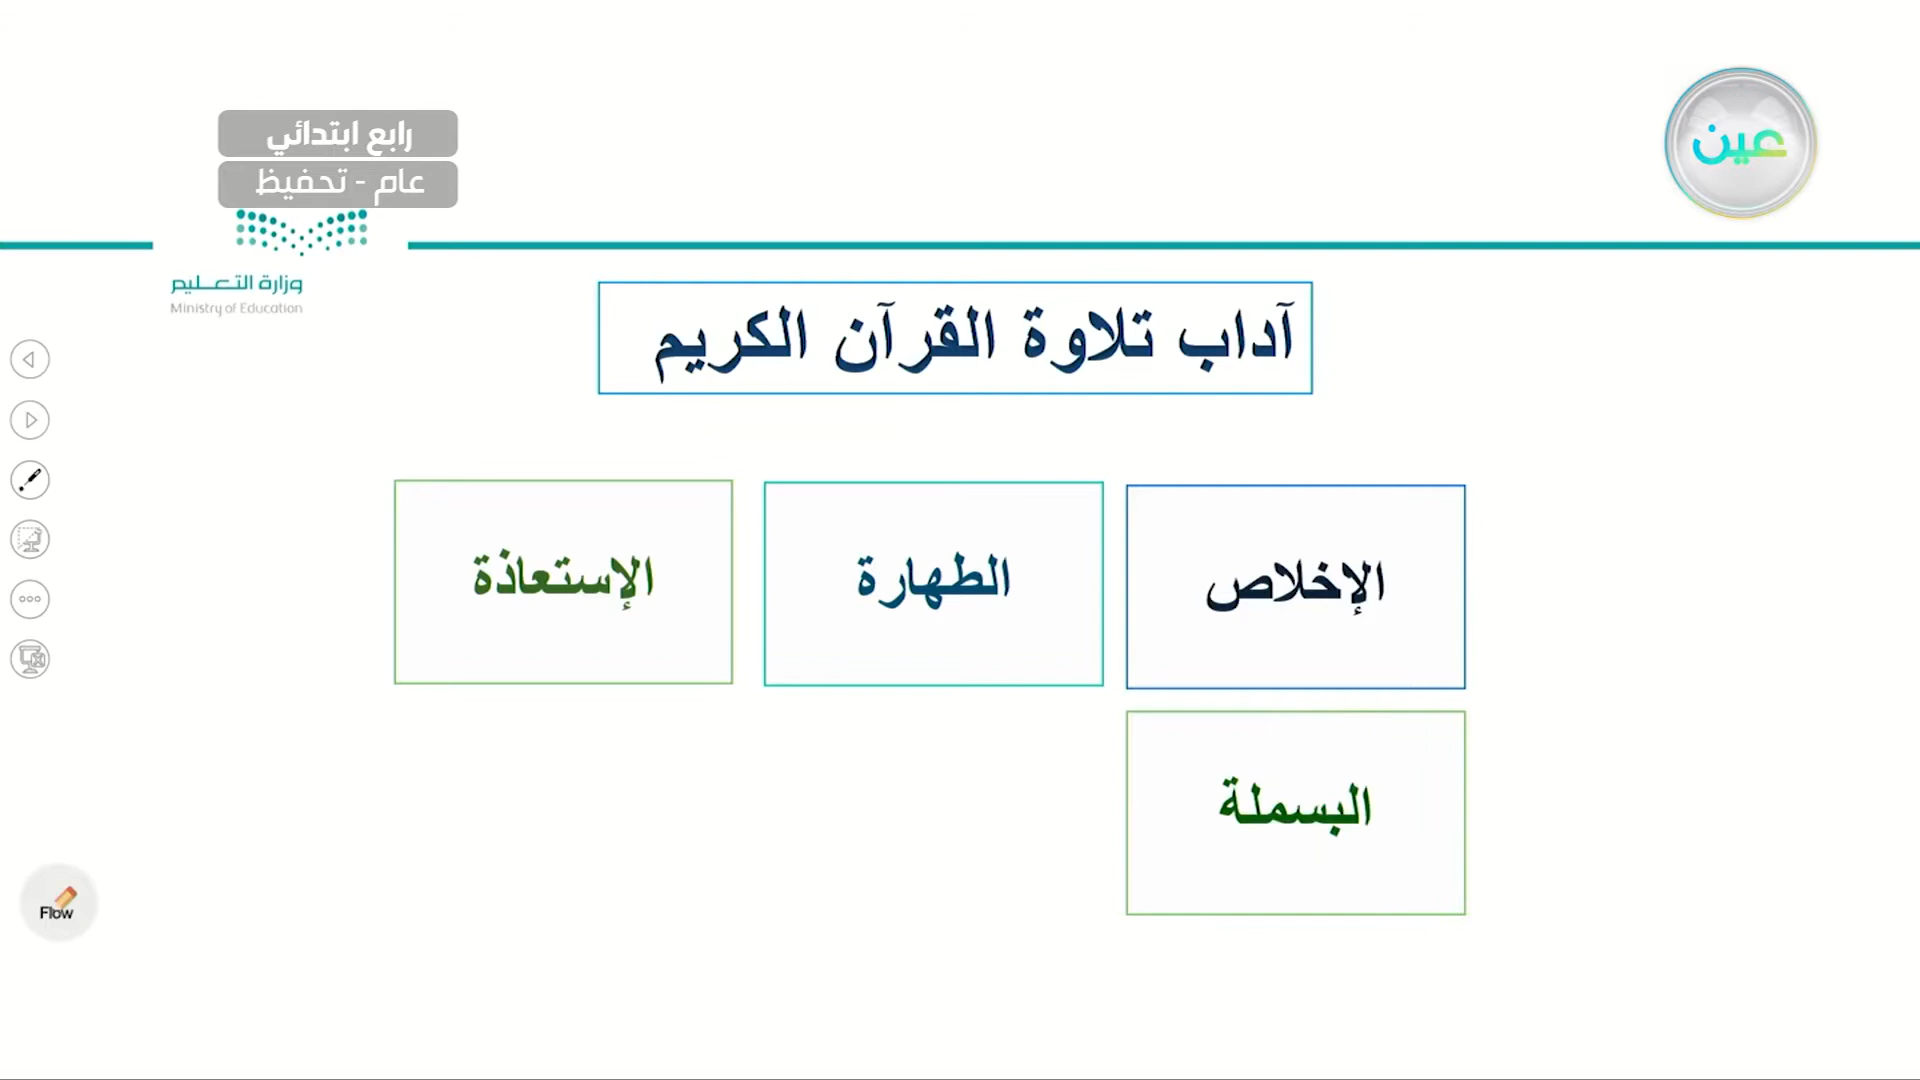 رابع ابتدائي
عام - تحفيظ
عين
وزارة التعليم
Ministry of Education
آداب تلاوة القرآن الكريم
الإخلاص
الطهارة
الإستعاذة
البسملة
Flow